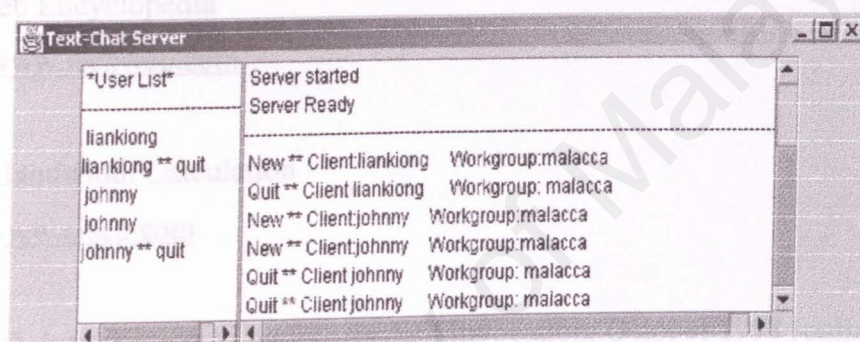 Text-Chat Server
*User List*
liankiong
liankiong ** quit
johnny
johnny
johnny ** quit
Server started
Server Ready
New ** Client:liankiong Workgroup:malacca
Quit ** Client liankiong Workgroup: malacca
New ** Client:johnny Workgroup:malacca
New ** Client:johnny Workgroup:malacca
Quit ** Client johnny Workgroup: malacca
Quit ** Client johnny Workgroup: malacca
of Malay